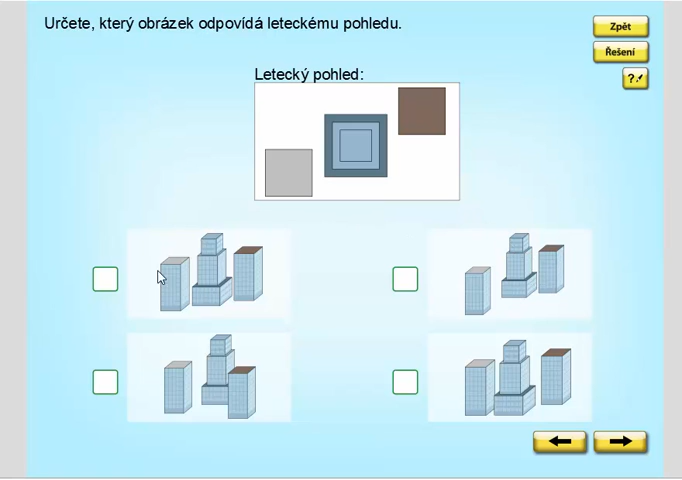 Určete, který obrázek odpovídá leteckému pohledu.
Zpět
Řešení
?
Letecký pohled: